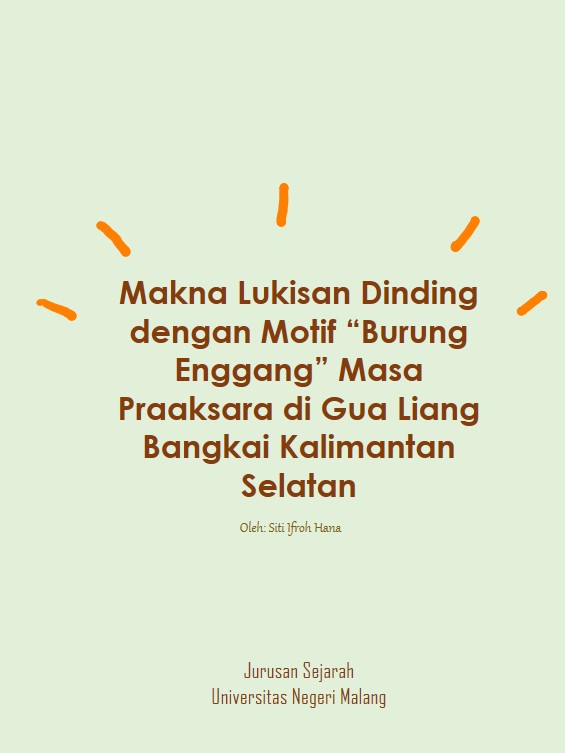 Makna Lukisan Dinding
dengan Motif “Burung
Enggang” Masa
Praaksara di Gua Liang
Bangkai Kalimantan
Selatan
Oleh: Siti Ifroh Hana
Jurusan Sejarah
Universitas Negeri Malang